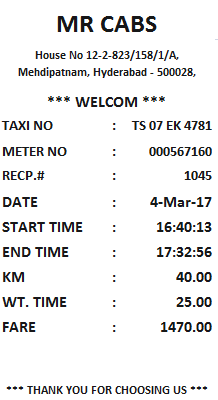 MR CABS
House No 12-2-823/158/1/A,
Mehdipatnam, Hyderabad - 500028,
*** WELCOM ***
TAXI NO : TS 07 EK 4781
METER NO : 000567160
RECP.# : 1045
DATE : 4-Mar-17
START TIME : 16:40:13
END TIME : 17:32:56
KM : 40.00
WT. TIME : 25.00
FARE : 1470.00
*** THANK YOU FOR CHOOSING US ***